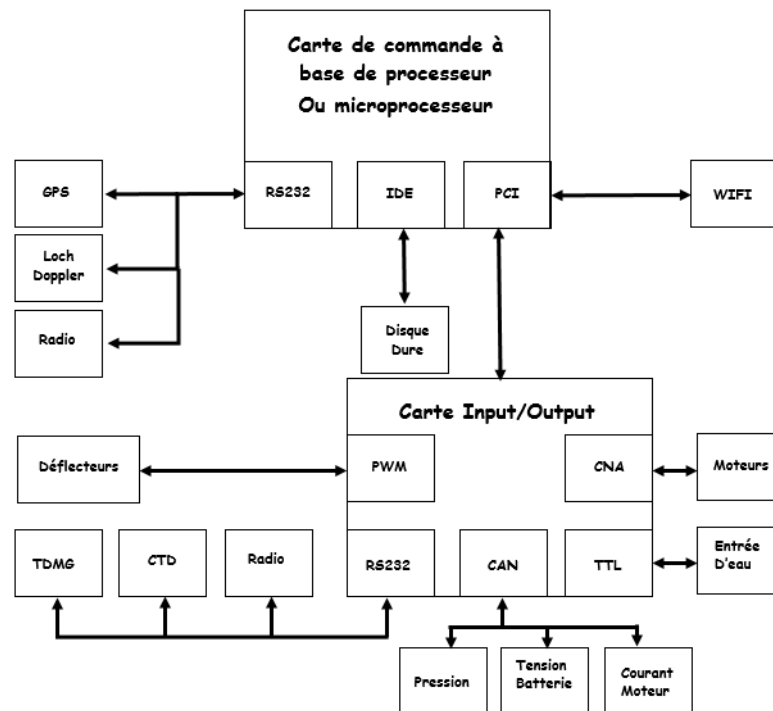 Carte de commande à
base de processeur
Ou microprocesseur
GPS
RS232
IDE
PCI
WIFI
Loch
Doppler
Radio
Disque
Dure
Carte Input/Output
Déflecteurs
PWM
CNA
Moteurs
TDMG
CTD
Radio
RS232
CAN
TTL
Entrée
D'eau
Pression
Tension
Batterie
Courant
Moteur